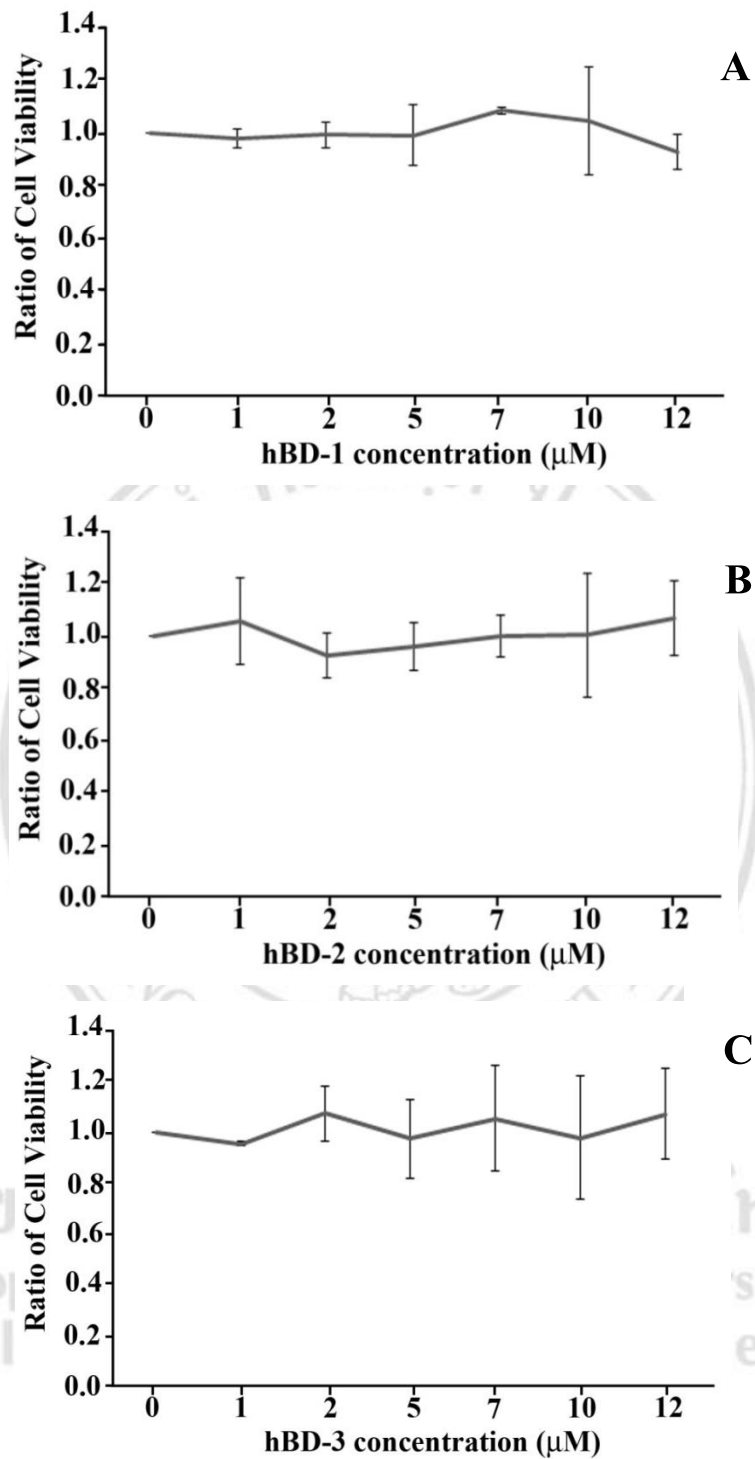 A
Ratio of Cell Viability
1.4
1.2
1.0
0.8
0.6
0.4
0.2
0.0
0 1 2 5 7 10 12
hBD-1 concentration (μM)
B
Ratio of Cell Viability
1.4
1.2
1.0
0.8
0.6
0.4
0.2
0.0
0 1 2 5 7 10 12
hBD-2 concentration (μM)
C
Ratio of Cell Viability
1.4
1.2
1.0
0.8
0.6
0.4
0.2
0.0
0 1 2 5 7 10 12
hBD-3 concentration (μM)